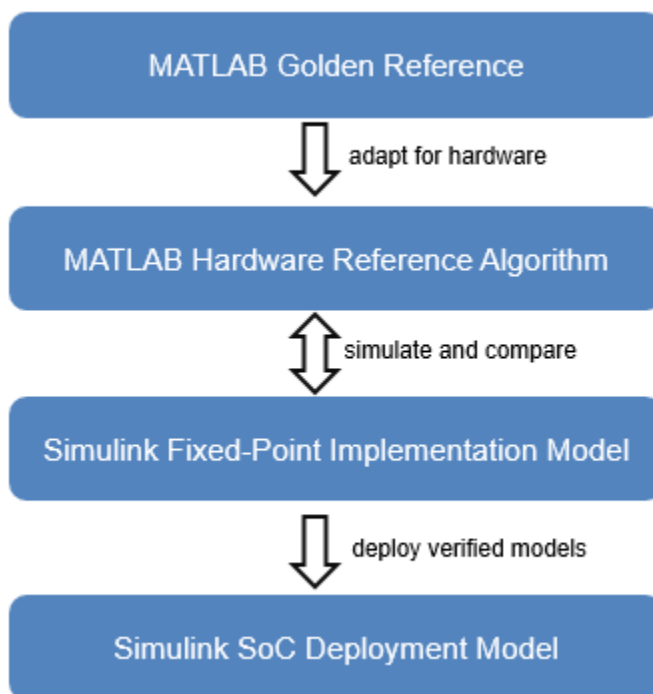 MATLAB Golden Reference
adapt for hardware
MATLAB Hardware Reference Algorithm
simulate and compare
Simulink Fixed-Point Implementation Model
deploy verified models
Simulink SoC Deployment Model